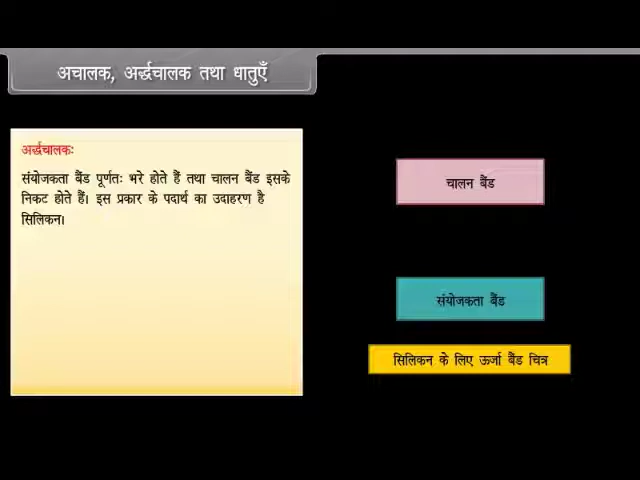 अचालक, अर्द्धचालक तथा धातुएँ
अर्द्धचालकः
संयोजकता बैंड पूर्णतः भरे होते हैं तथा चालन बैंड इसके
निकट होते हैं। इस प्रकार के पदार्थ का उदाहरण है
सिलिकन।
चालन बैंड
संयोजकता बैंड
सिलिकन के लिए ऊर्जा बैंड चित्र